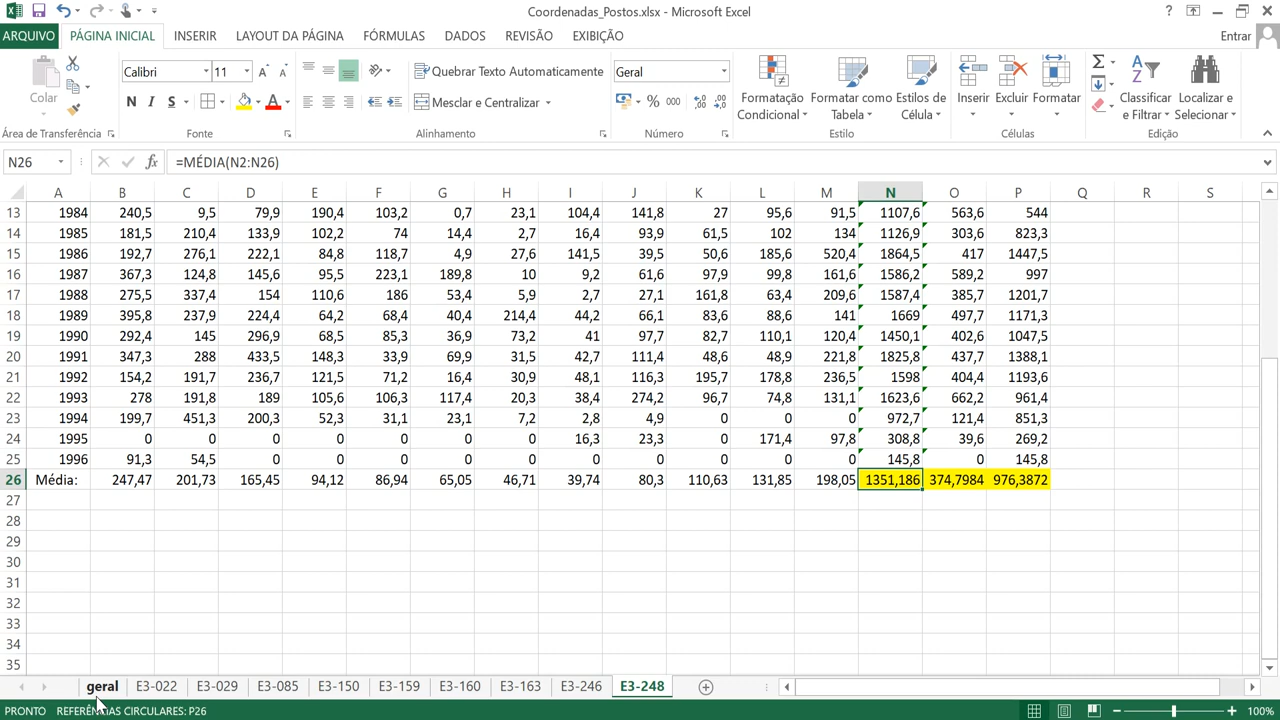 Coordenadas_Postos.xlsx - Microsoft Excel
ARQUIVO PÁGINA INICIAL INSERIR LAYOUT DA PÁGINA FÓRMULAS DADOS REVISÃO EXIBIÇÃO Entrar
Colar Calibri 11 Quebrar Texto Automaticamente Geral
N I S Mesclar e Centralizar % 000
Formatação Condicional Formatar como Tabela Estilos de Célula Inserir Excluir Formatar Classificar e Filtrar Localizar e Selecionar
Área de Transferência Fonte Alinhamento Número Estilo Células Edição
N26 fx =MÉDIA(N2:N26)
A B C D E F G H I J K L M N O P Q R S
13 1984 240,5 9,5 79,9 190,4 103,2 0,7 23,1 104,4 141,8 27 95,6 91,5 1107,6 563,6 544
14 1985 181,5 210,4 133,9 102,2 74 14,4 2,7 16,4 93,9 61,5 102 134 1126,9 303,6 823,3
15 1986 192,7 276,1 222,1 84,8 118,7 4,9 27,6 141,5 39,5 50,6 185,6 520,4 1864,5 417 1447,5
16 1987 367,3 124,8 145,6 95,5 223,1 189,8 10 9,2 61,6 97,9 99,8 161,6 1586,2 589,2 997
17 1988 275,5 337,4 154 110,6 186 53,4 5,9 2,7 27,1 161,8 63,4 209,6 1587,4 385,7 1201,7
18 1989 395,8 237,9 224,4 64,2 68,4 40,4 214,4 44,2 66,1 83,6 88,6 141 1669 497,7 1171,3
19 1990 292,4 145 296,9 68,5 85,3 36,9 73,2 41 97,7 82,7 110,1 120,4 1450,1 402,6 1047,5
20 1991 347,3 288 433,5 148,3 33,9 69,9 31,5 42,7 111,4 48,6 48,9 221,8 1825,8 437,7 1388,1
21 1992 154,2 191,7 236,7 121,5 71,2 16,4 30,9 48,1 116,3 195,7 178,8 236,5 1598 404,4 1193,6
22 1993 278 191,8 189 105,6 106,3 117,4 20,3 38,4 274,2 96,7 74,8 131,1 1623,6 662,2 961,4
23 1994 199,7 451,3 200,3 52,3 31,1 23,1 7,2 2,8 4,9 0 0 0 972,7 121,4 851,3
24 1995 0 0 0 0 0 0 0 16,3 23,3 0 171,4 97,8 308,8 39,6 269,2
25 1996 91,3 54,5 0 0 0 0 0 0 0 0 0 0 145,8 0 145,8
26 Média: 247,47 201,73 165,45 94,12 86,94 65,05 46,71 39,74 80,3 110,63 131,85 198,05 1351,186 374,7984 976,3872
27
28
29
30
31
32
33
34
35
geral E3-022 E3-029 E3-085 E3-150 E3-159 E3-160 E3-163 E3-246 E3-248
PRONTO REFERÊNCIAS CIRCULARES: P26 100%